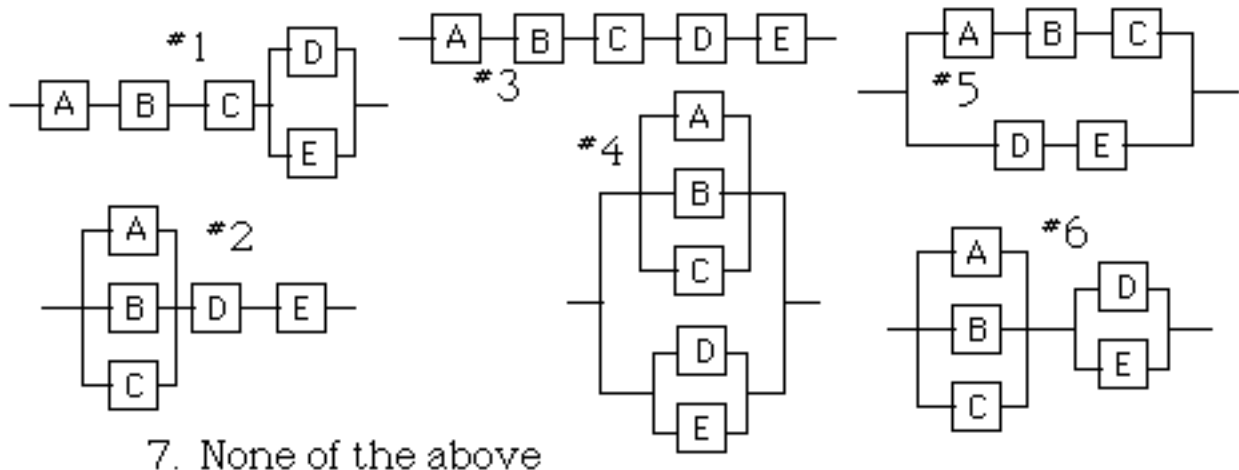 #1
A B C D E
#2
A B C D E
#3
A B C D E
#4
A B C D E
#5
A B C D E
#6
A B C D E
7. None of the above